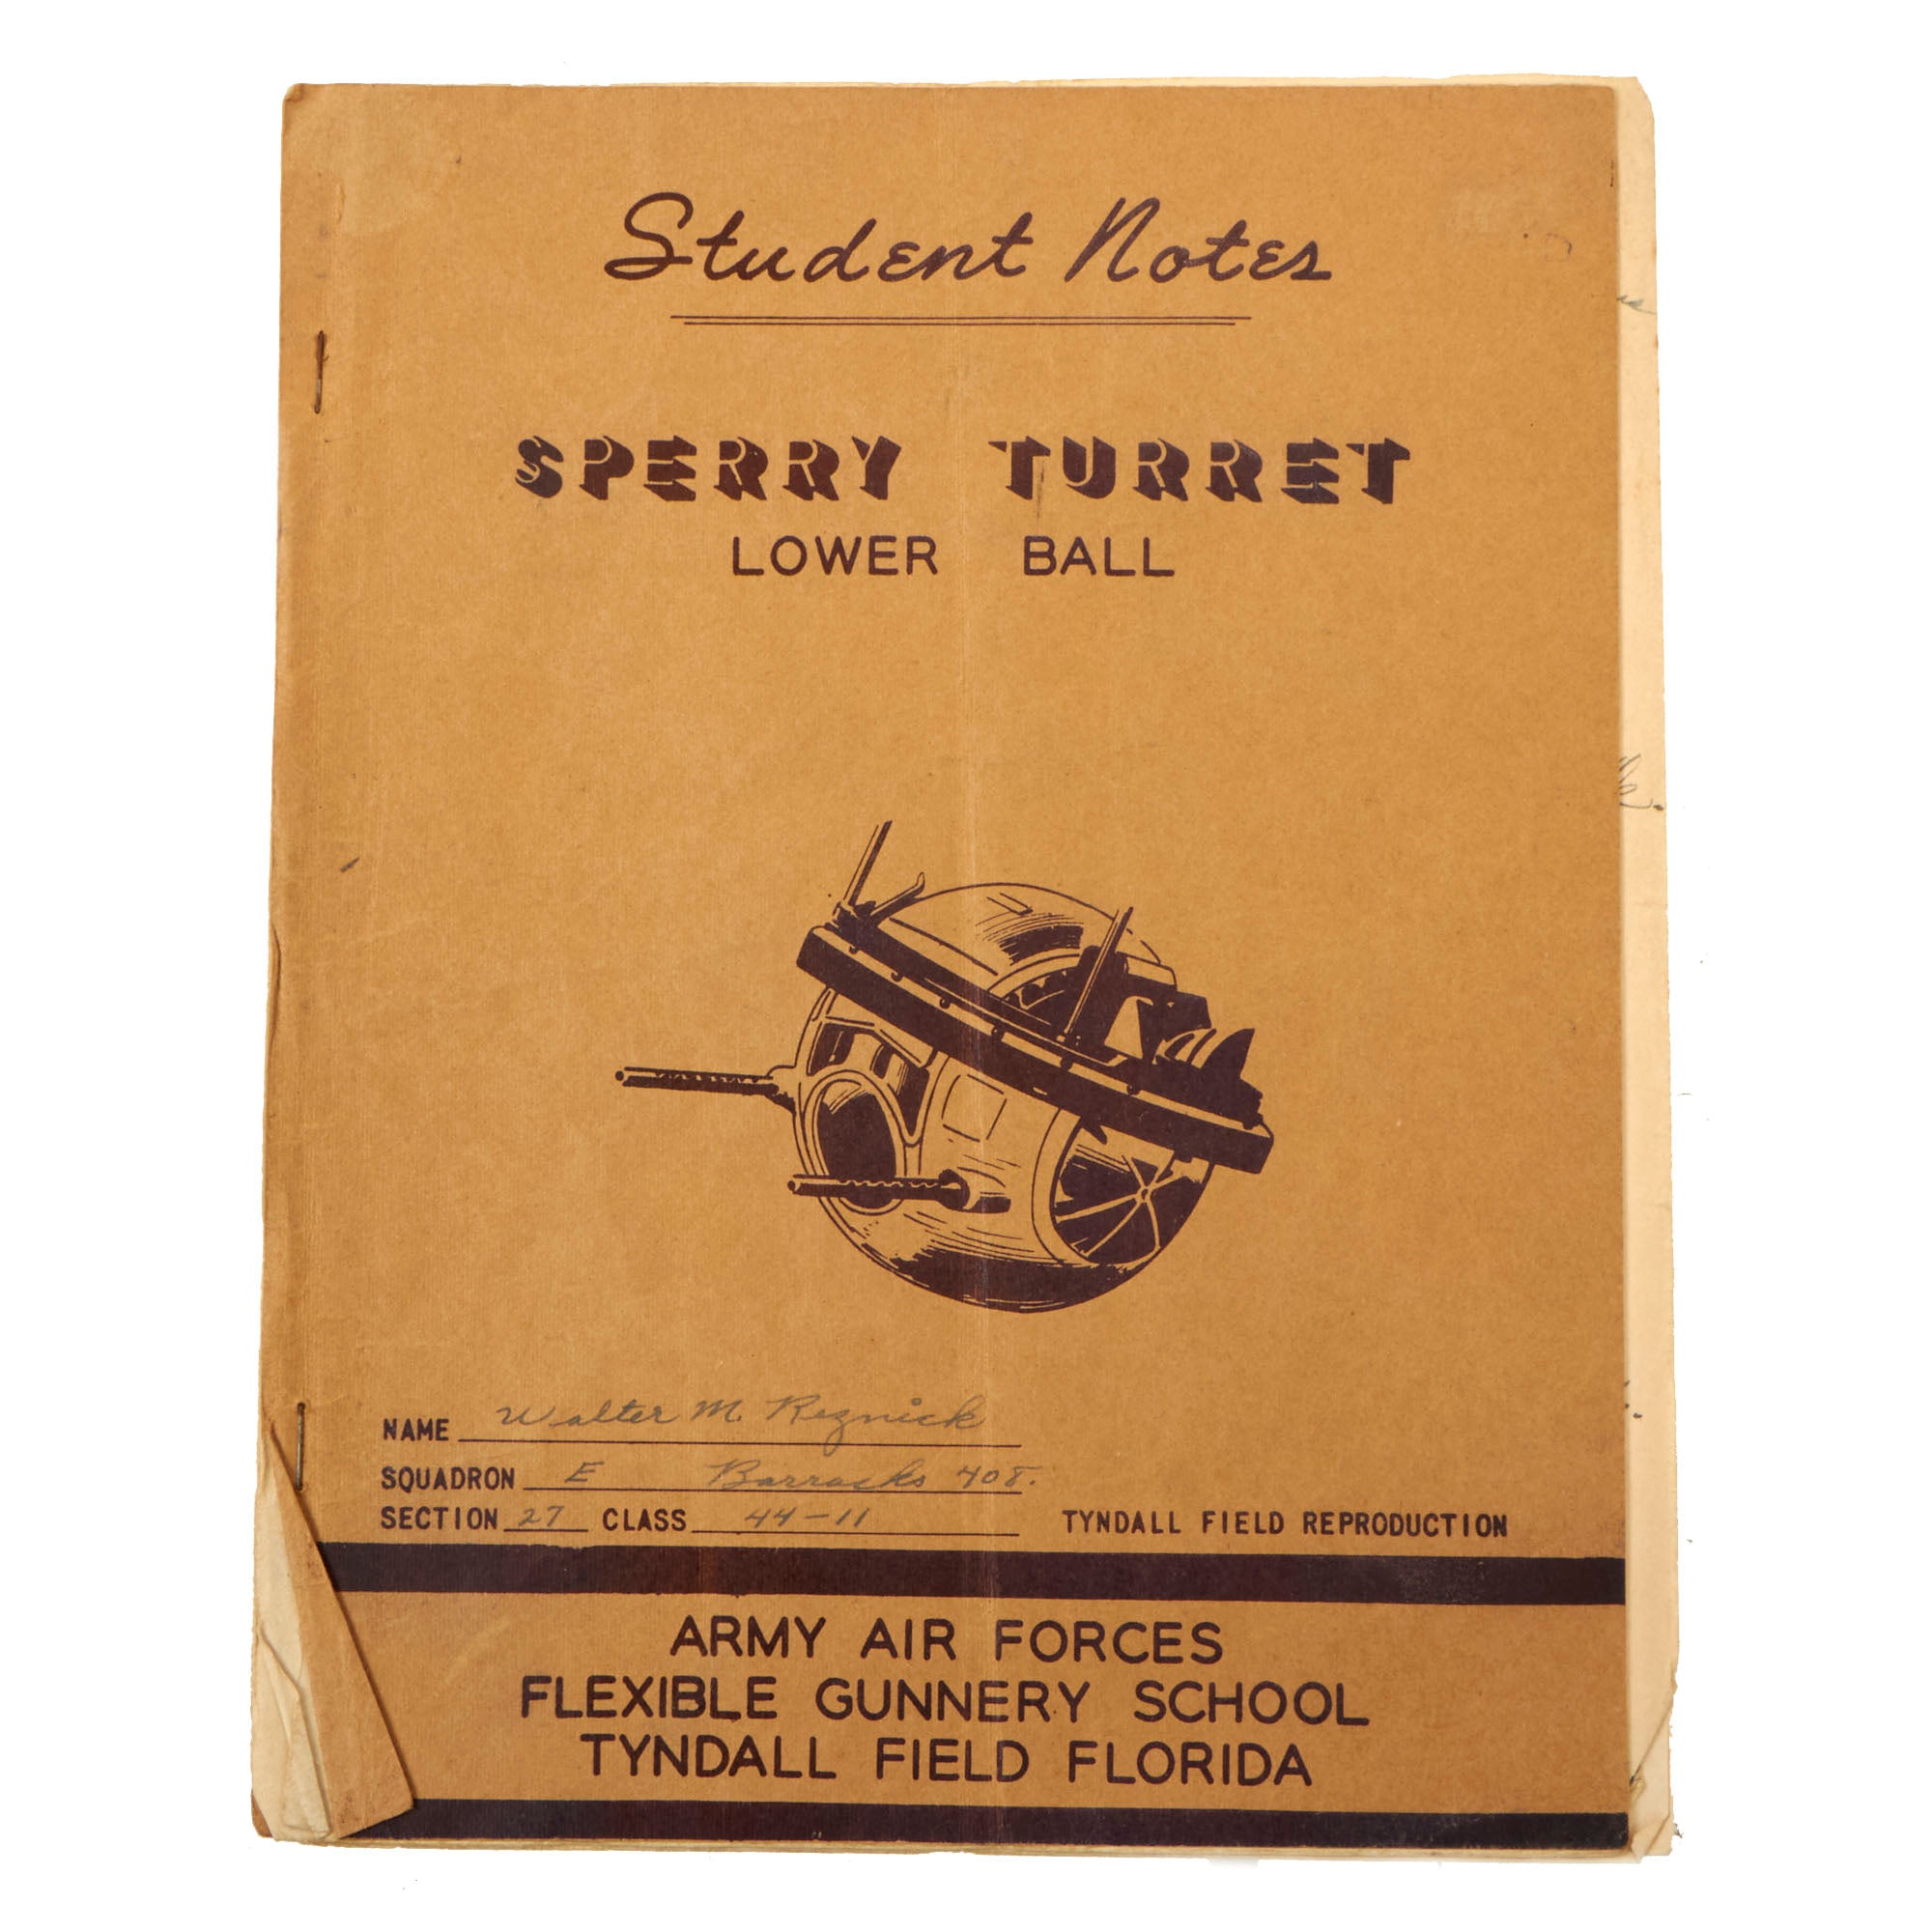 Student Notes
SPERRY TURRET
LOWER BALL
NAME Walter M. Reznick
SQUADRON E Barracks 408.
SECTION 27 CLASS 44-11 TYNDALL FIELD REPRODUCTION
ARMY AIR FORCES
FLEXIBLE GUNNERY SCHOOL
TYNDALL FIELD FLORIDA